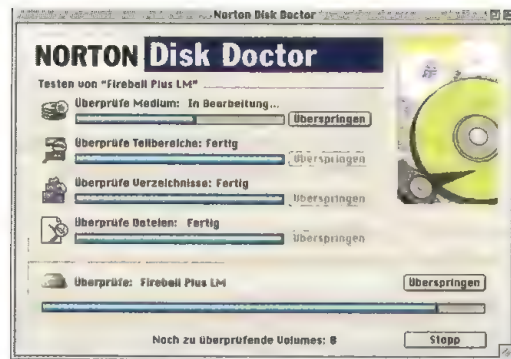 Norton Disk Doctor
NORTON Disk Doctor
Testen von "Fireball Plus LM"
Überprüfe Medium: In Bearbeitung...
Überspringen
Überprüfe Teilbereiche: Fertig
Überspringen
Überprüfe Verzeichnisse: Fertig
Überspringen
Überprüfe Dateien: Fertig
Überspringen
Überprüfe: Fireball Plus LM
Überspringen
Noch zu überprüfende Volumes: 0
Stopp